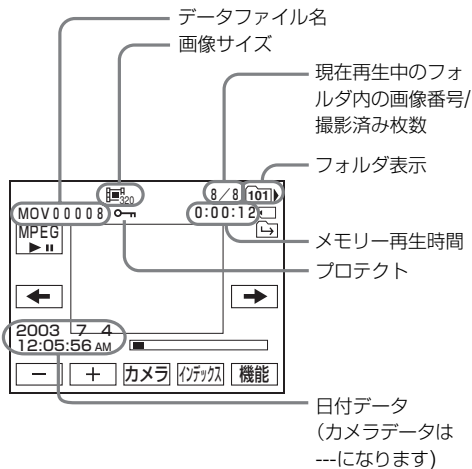 データファイル名
画像サイズ
現在再生中のフォ
ルダ内の画像番号/
撮影済み枚数
フォルダ表示
メモリー再生時間
プロテクト
日付データ
(カメラデータは
---になります)
320
8/8
101
MOV00008
0:00:12
MPEG
2003 7 4
12:05:56 AM
− + カメラ インデックス 機能